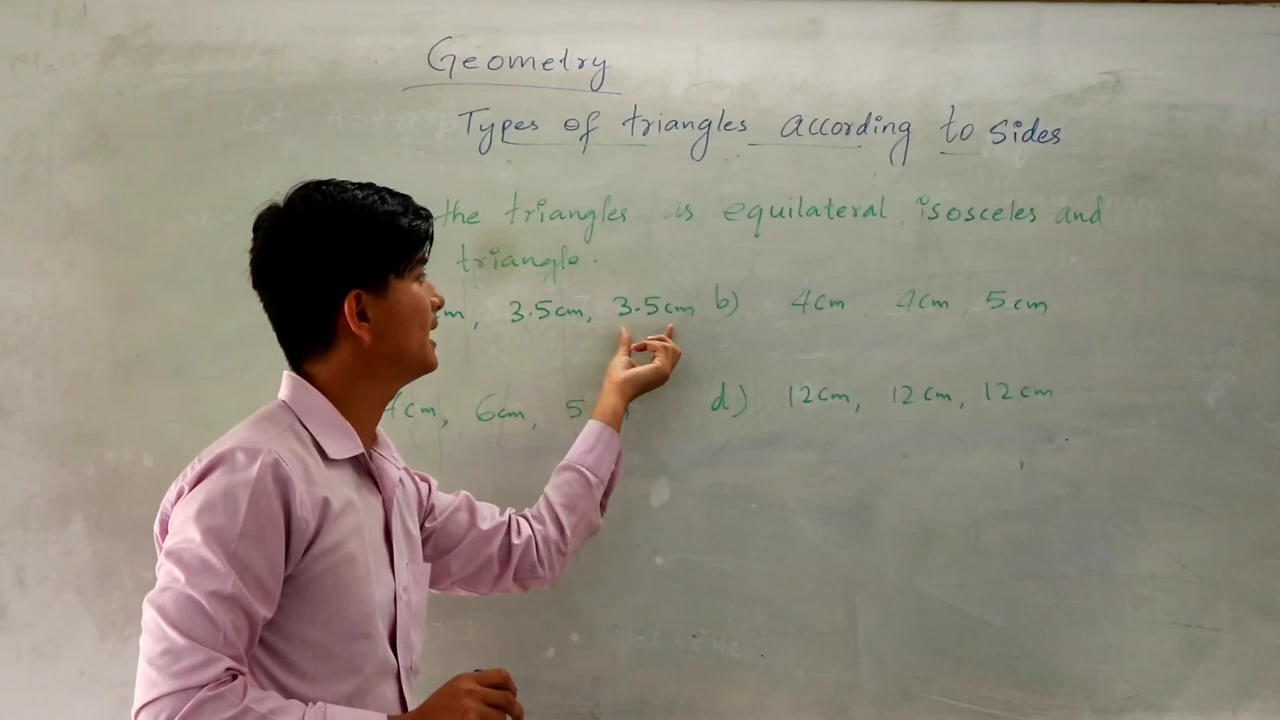 Geometry
Types of triangles according to sides
the triangles as equilateral, isosceles and
triangle.
m, 3.5cm, 3.5cm b) 4cm, 4cm, 5cm
4cm, 6cm, 5 d) 12cm, 12cm, 12cm